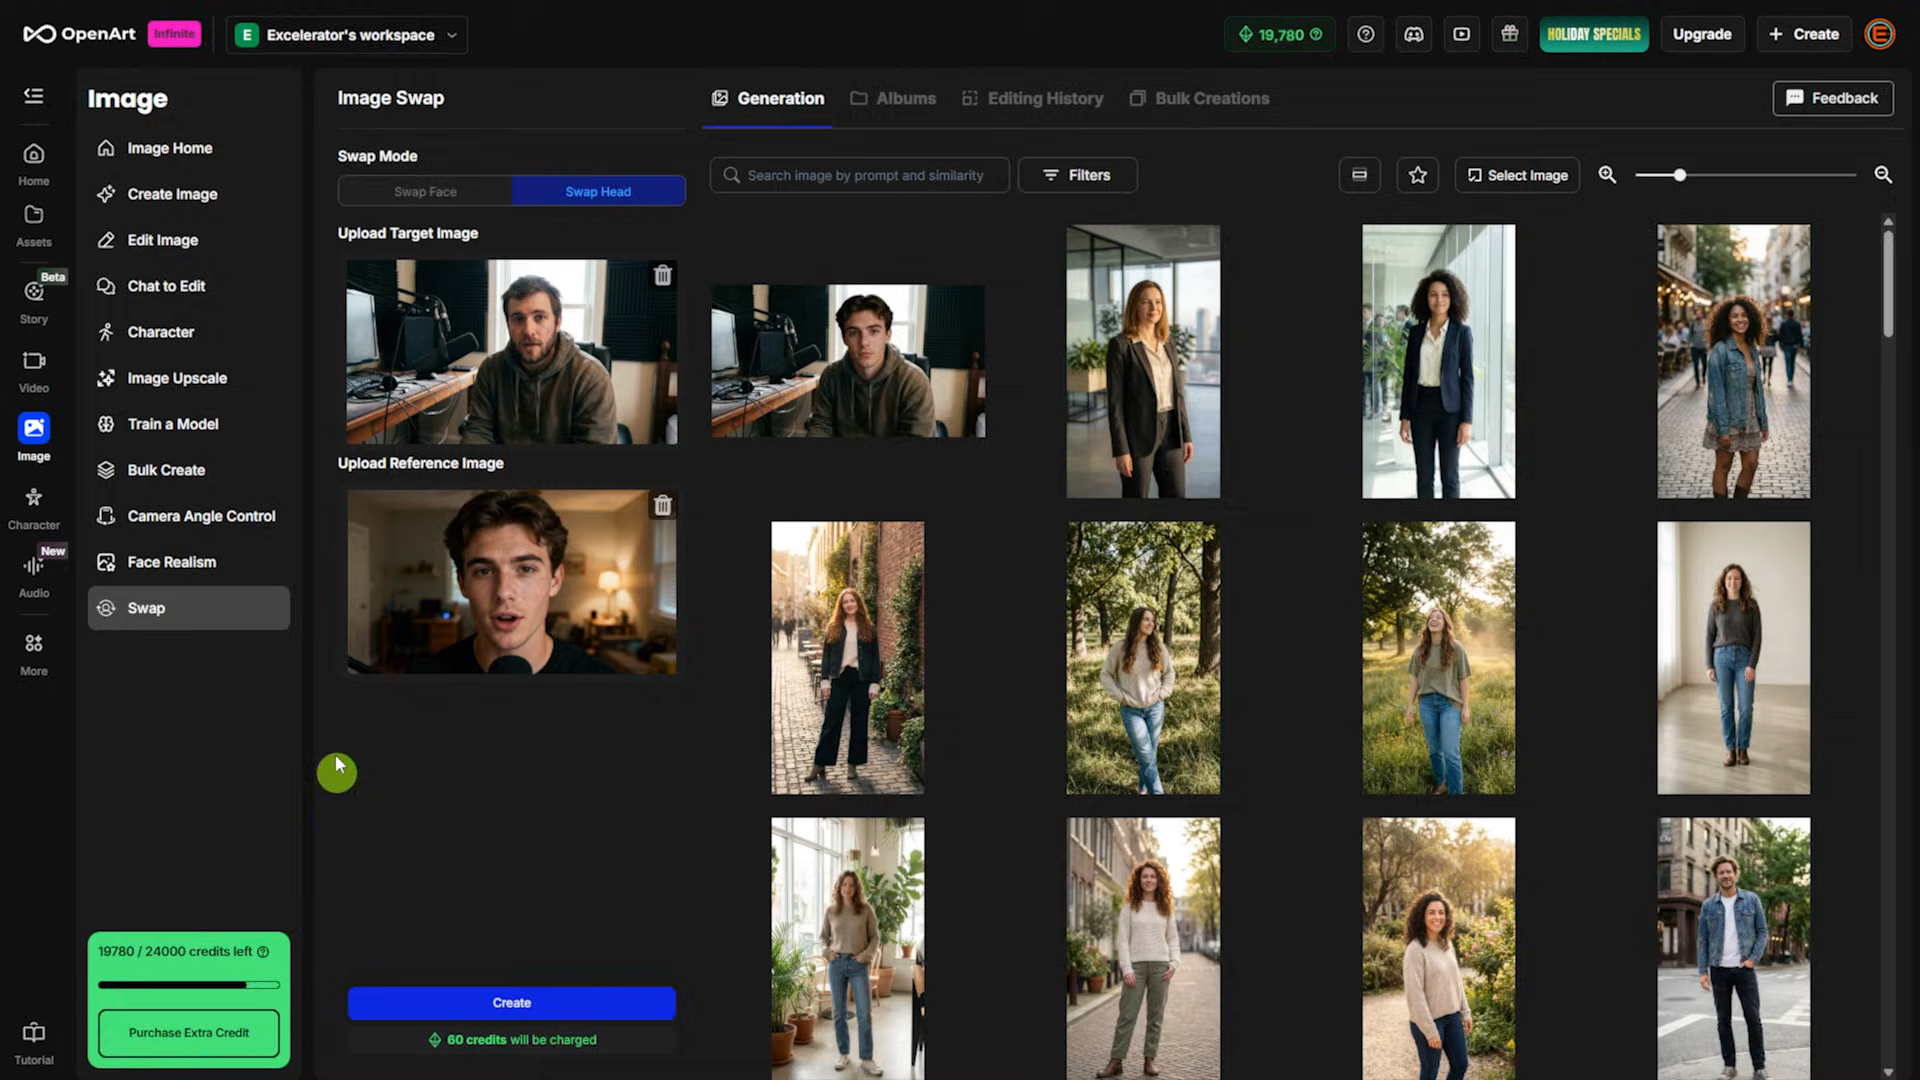 OpenArt
Infinite
E
Excelerator's workspace
19,780
HOLIDAY SPECIALS
Upgrade
+ Create
Home
Assets
Beta
Story
Video
Image
Character
New
Audio
More
Tutorial
Image
Image Home
Create Image
Edit Image
Chat to Edit
Character
Image Upscale
Train a Model
Bulk Create
Camera Angle Control
Face Realism
Swap
19780 / 24000 credits left
Purchase Extra Credit
Image Swap
Swap Mode
Swap Face
Swap Head
Upload Target Image
Upload Reference Image
Create
60 credits will be charged
Generation
Albums
Editing History
Bulk Creations
Feedback
Search image by prompt and similarity
Filters
Select Image